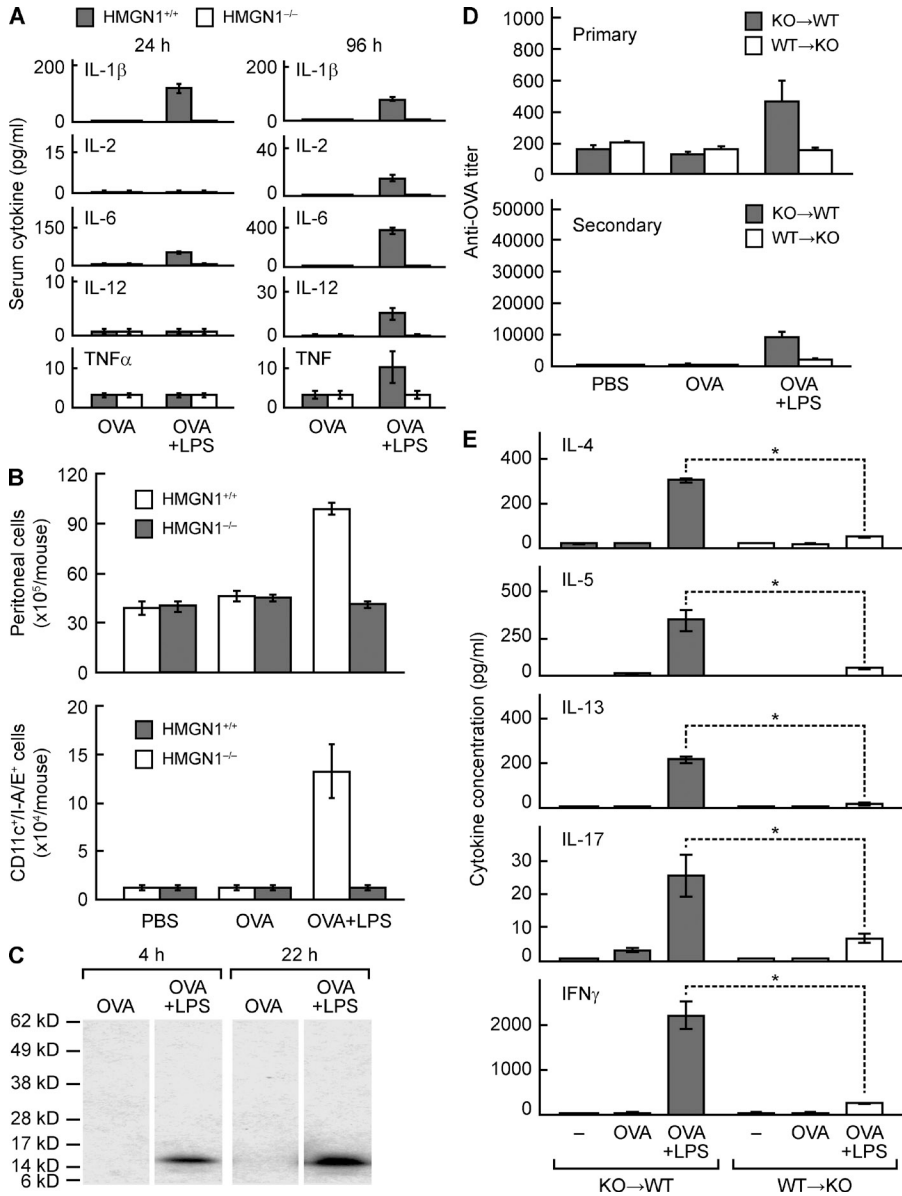 A
HMGN1+/+ HMGN1−/−
24 h 96 h
Serum cytokine (pg/ml)
200 IL-1β
0
15 IL-2
0
150 IL-6
0
10 IL-12
0
TNFα
10
0
OVA OVA
+LPS
200 IL-1β
0
40 IL-2
0
400 IL-6
0
30 IL-12
0
TNF
10
0
OVA OVA
+LPS
B
Peritoneal cells
(x10⁵/mouse)
120
90
60
30
0
HMGN1+/+
HMGN1−/−
CD11c⁺/I-A/E⁺ cells
(x10⁴/mouse)
20
15
10
5
0
HMGN1+/+
HMGN1−/−
PBS OVA OVA+LPS
C
4 h 22 h
OVA OVA
+LPS OVA OVA
+LPS
62 kD
49 kD
38 kD
28 kD
17 kD
14 kD
6 kD
D
Anti-OVA titer
Primary
KO→WT
WT→KO
1000
800
600
400
200
0
Secondary
KO→WT
WT→KO
50000
40000
30000
20000
10000
0
PBS OVA OVA
+LPS
E
Cytokine concentration (pg/ml)
IL-4
*
400
200
0
IL-5
*
500
250
0
IL-13
*
400
200
0
IL-17
*
30
20
10
0
IFNγ
*
2000
1000
0
– OVA OVA
+LPS – OVA OVA
+LPS
KO→WT WT→KO